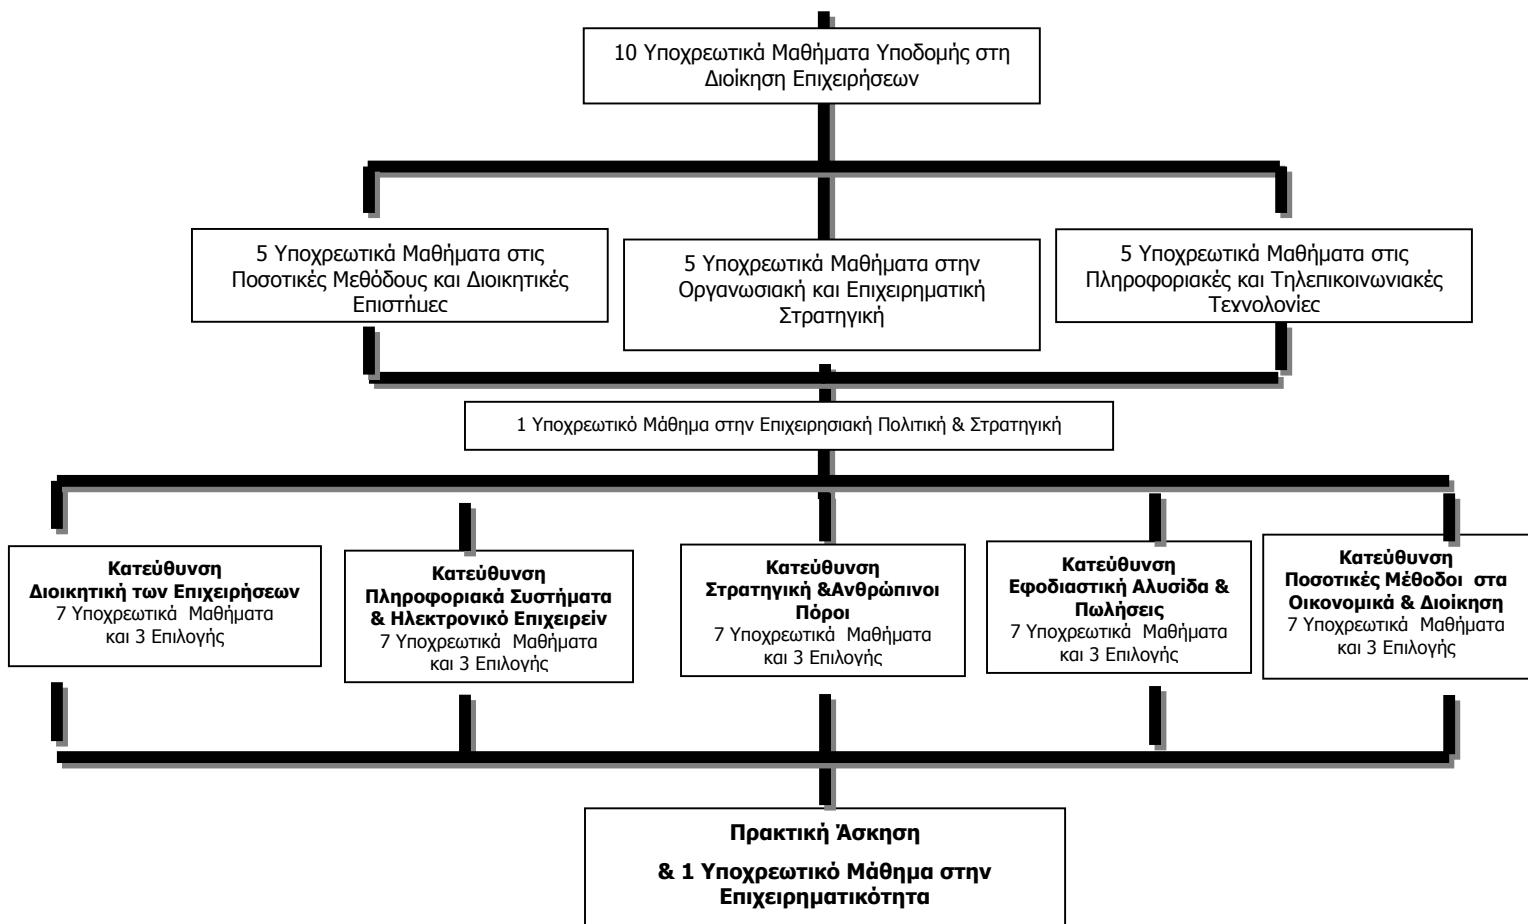 10 Υποχρεωτικά Μαθήματα Υποδομής στη
Διοίκηση Επιχειρήσεων
5 Υποχρεωτικά Μαθήματα στις
Ποσοτικές Μεθόδους και Διοικητικές
Επιστήμες
5 Υποχρεωτικά Μαθήματα στην
Οργανωσιακή και Επιχειρηματική
Στρατηγική
5 Υποχρεωτικά Μαθήματα στις
Πληροφοριακές και Τηλεπικοινωνιακές
Τεχνολογίες
1 Υποχρεωτικό Μάθημα στην Επιχειρησιακή Πολιτική & Στρατηγική
Κατεύθυνση
Διοικητική των Επιχειρήσεων
7 Υποχρεωτικά Μαθήματα
και 3 Επιλογής
Κατεύθυνση
Πληροφοριακά Συστήματα
& Ηλεκτρονικό Επιχειρείν
7 Υποχρεωτικά Μαθήματα
και 3 Επιλογής
Κατεύθυνση
Στρατηγική &Ανθρώπινοι
Πόροι
7 Υποχρεωτικά Μαθήματα
και 3 Επιλογής
Κατεύθυνση
Εφοδιαστική Αλυσίδα &
Πωλήσεις
7 Υποχρεωτικά Μαθήματα
και 3 Επιλογής
Κατεύθυνση
Ποσοτικές Μέθοδοι στα
Οικονομικά & Διοίκηση
7 Υποχρεωτικά Μαθήματα
και 3 Επιλογής
Πρακτική Άσκηση
& 1 Υποχρεωτικό Μάθημα στην
Επιχειρηματικότητα